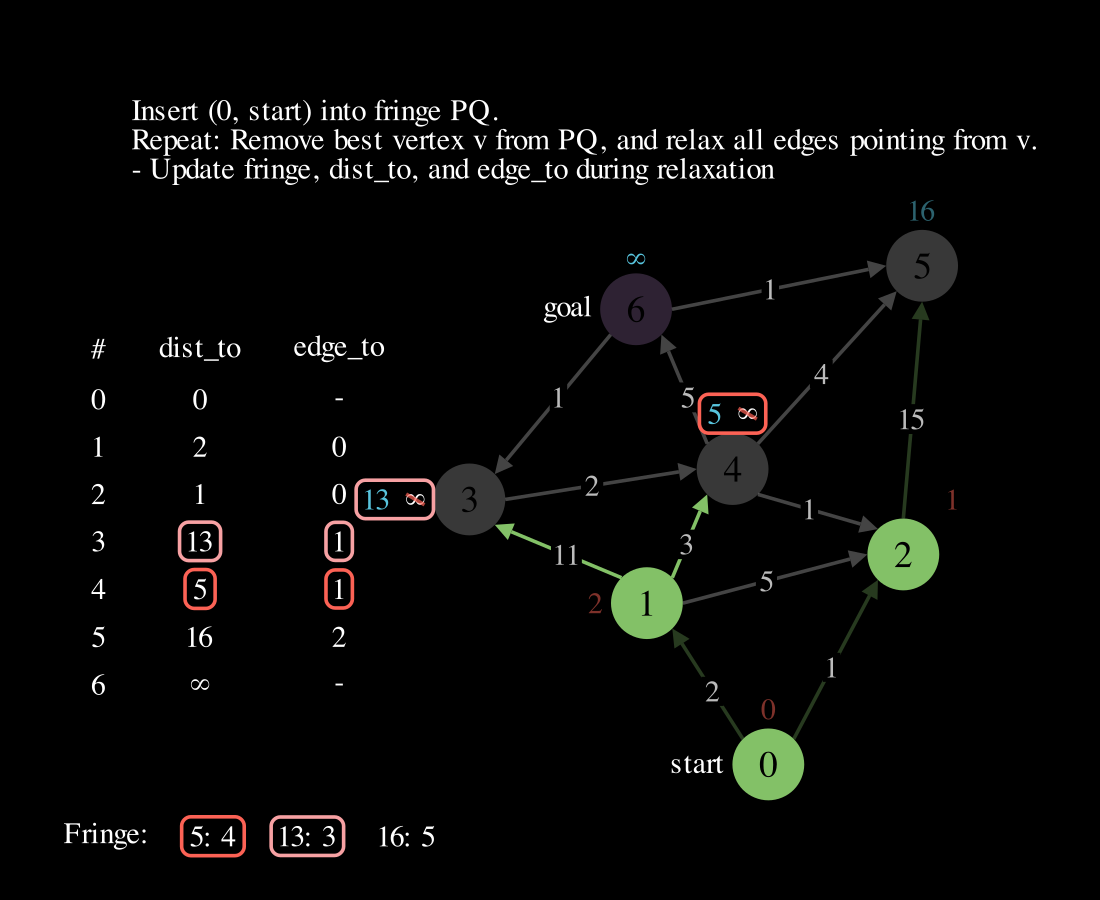 Insert (0, start) into fringe PQ.
Repeat: Remove best vertex v from PQ, and relax all edges pointing from v.
- Update fringe, dist_to, and edge_to during relaxation
16
5
∞
goal 6
1
4
1
5
5 ∞
15
4
2
1
1
13 ∞ 3
11
3
5
2
2 1
1
2
0
start 0
# dist_to edge_to
0 0 -
1 2 0
2 1 0
3 13 1
4 5 1
5 16 2
6 ∞ -
Fringe: 5: 4 13: 3 16: 5